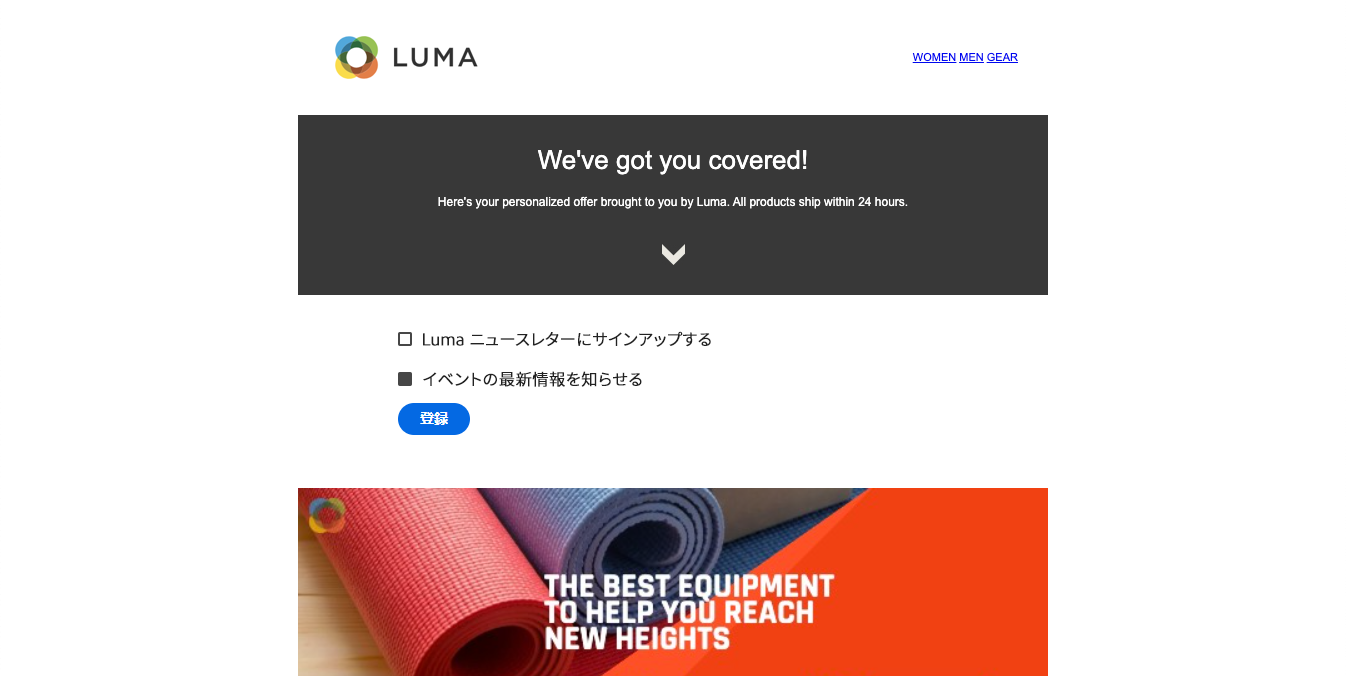 LUMA
WOMEN MEN GEAR
We've got you covered!
Here's your personalized offer brought to you by Luma. All products ship within 24 hours.
Luma ニュースレターにサインアップする
イベントの最新情報を知らせる
登録
THE BEST EQUIPMENT
TO HELP YOU REACH
NEW HEIGHTS